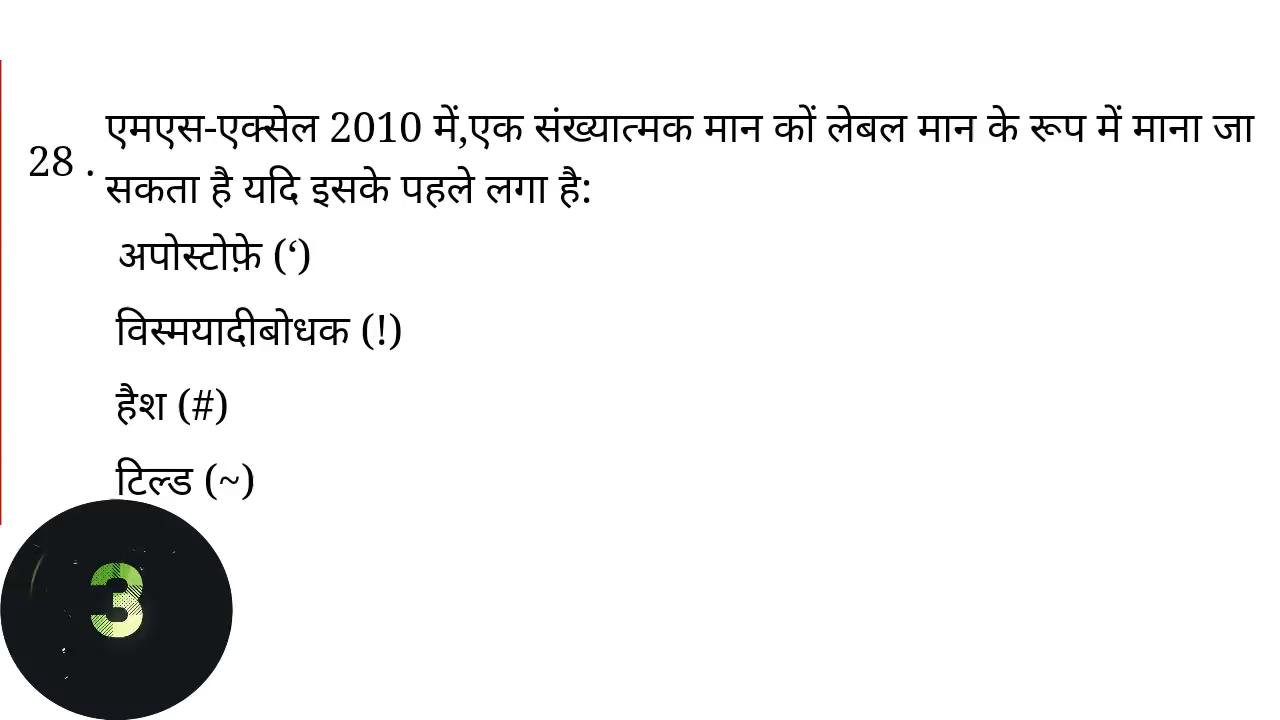 28 .
एमएस-एक्सेल 2010 में,एक संख्यात्मक मान कों लेबल मान के रूप में माना जा
सकता है यदि इसके पहले लगा है:
अपोस्टोफ़े (‘)
विस्मयादीबोधक (!)
हैश (#)
टिल्ड (~)
3